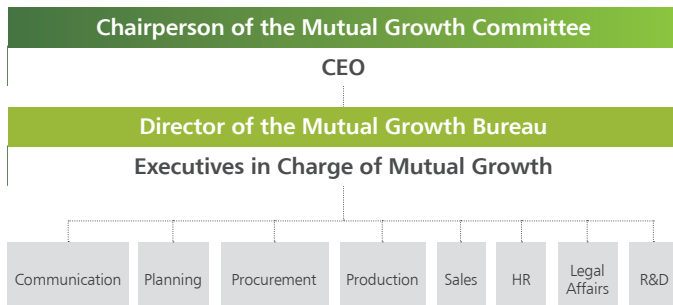 Chairperson of the Mutual Growth Committee
CEO
Director of the Mutual Growth Bureau
Executives in Charge of Mutual Growth
Communication
Planning
Procurement
Production
Sales
HR
Legal
Affairs
R&D